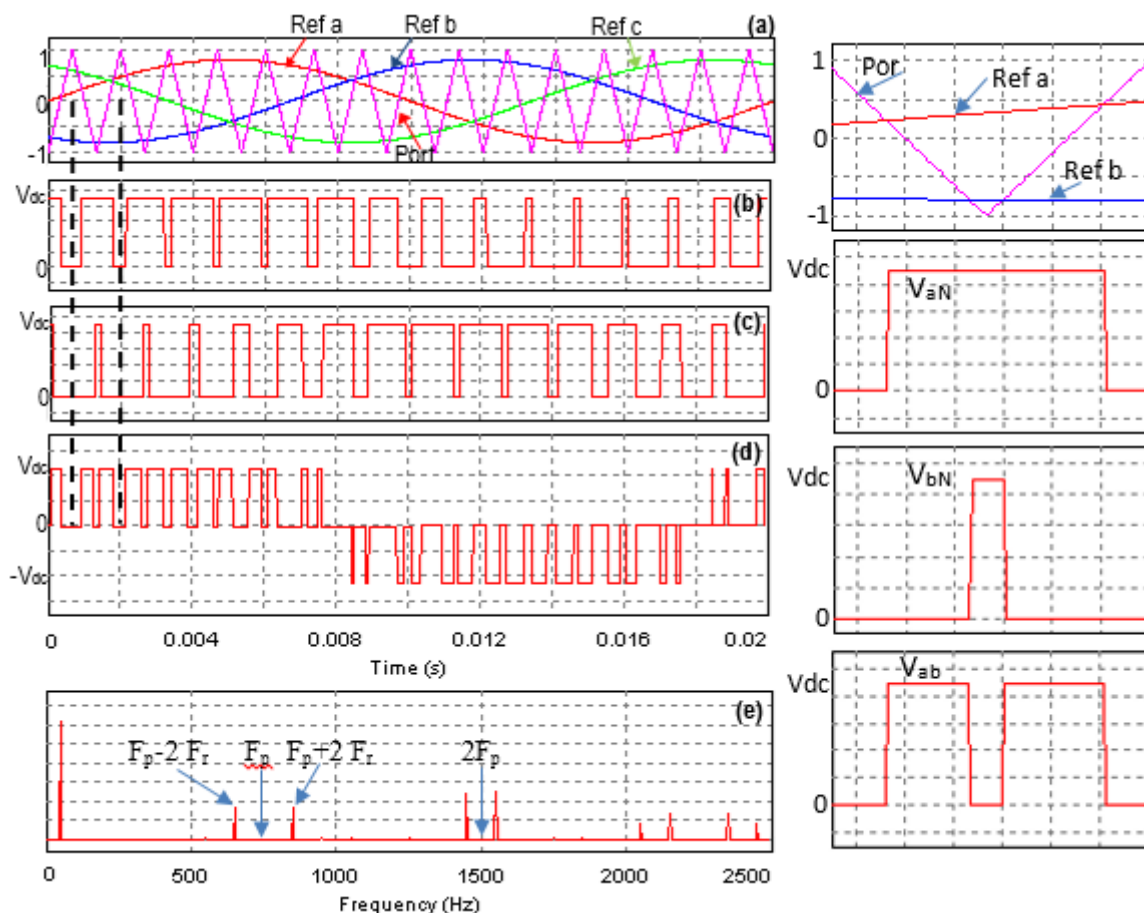 Ref a Ref b Ref c (a)
1
0
-1
Port
Vdc (b)
0
Vdc (c)
0
Vdc (d)
0
-Vdc
0 0.004 0.008 0.012 0.016 0.02
Time (s)
(e)
Fp-2 Fr Fp Fp+2 Fr 2Fp
0 500 1000 1500 2000 2500
Frequency (Hz)
1
Por
Ref a
0
Ref b
-1
Vdc
VaN
0
Vdc
VbN
0
Vdc
Vab
0